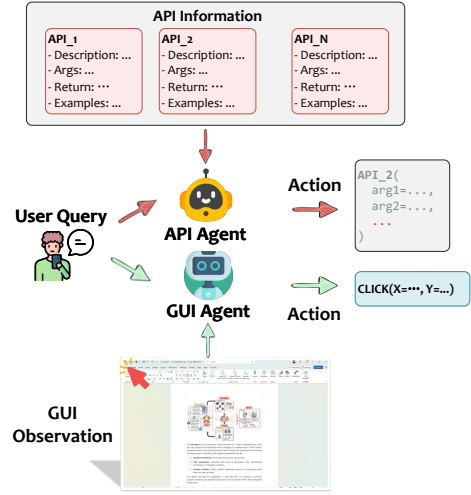 API Information
API_1
- Description: ...
- Args: ...
- Return: ...
- Examples: ...
API_2
- Description: ...
- Args: ...
- Return: ...
- Examples: ...
API_N
- Description: ...
- Args: ...
- Return: ...
- Examples: ...
User Query
API Agent
Action
API_2(
arg1=...,
arg2=...,
...
)
GUI Agent
Action
CLICK(X=..., Y=...)
GUI
Observation